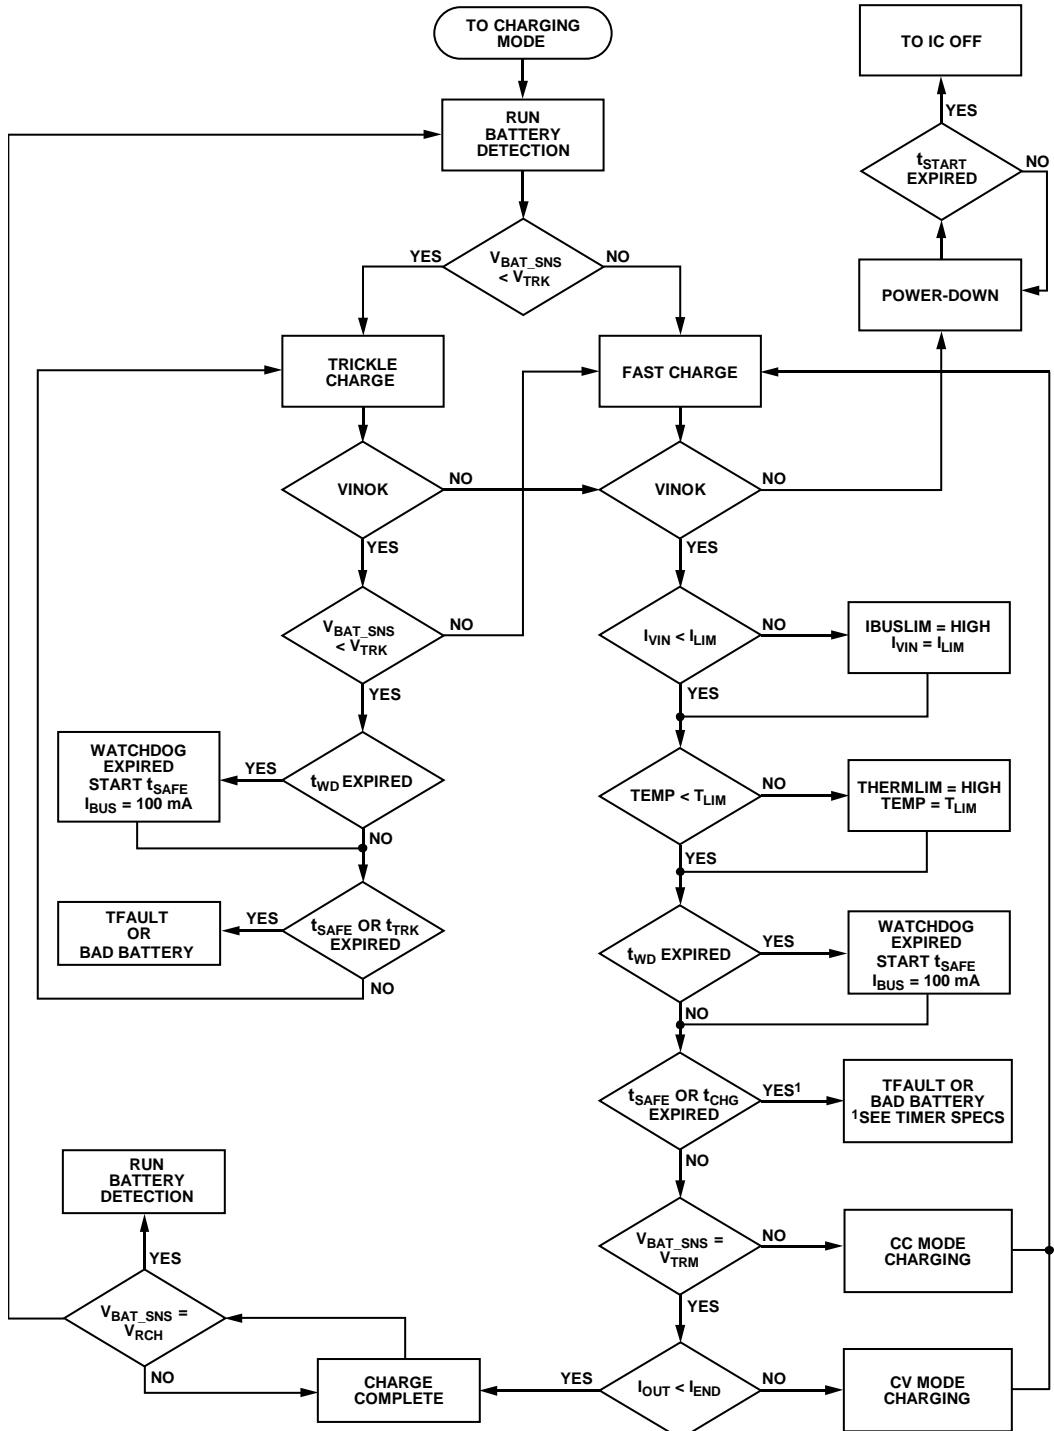 TO CHARGING
MODE
TO IC OFF
YES
RUN
BATTERY
DETECTION
tSTART
EXPIRED
NO
YES
VBAT_SNS
< VTRK
NO
POWER-DOWN
TRICKLE
CHARGE
FAST CHARGE
VINOK
NO
VINOK
NO
YES
YES
VBAT_SNS
< VTRK
NO
IVIN < ILIM
NO
IBUSLIM = HIGH
IVIN = ILIM
YES
YES
WATCHDOG
EXPIRED
START tSAFE
IBUS = 100 mA
YES
tWD EXPIRED
NO
TEMP < TLIM
NO
THERMLIM = HIGH
TEMP = TLIM
YES
TFAULT
OR
BAD BATTERY
YES
tSAFE OR tTRK
EXPIRED
NO
tWD EXPIRED
YES
WATCHDOG
EXPIRED
START tSAFE
IBUS = 100 mA
NO
tSAFE OR tCHG
EXPIRED
YES1
TFAULT OR
BAD BATTERY
1SEE TIMER SPECS
NO
RUN
BATTERY
DETECTION
YES
VBAT_SNS =
VTRM
NO
CC MODE
CHARGING
YES
VBAT_SNS =
VRCH
NO
CHARGE
COMPLETE
YES
IOUT < IEND
NO
CV MODE
CHARGING